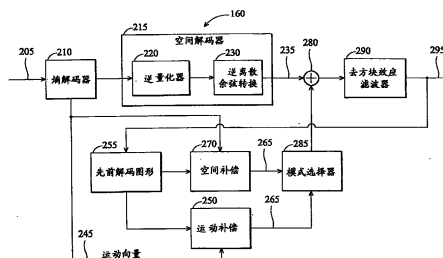 160
215
空间解码器
205
210
熵解码器
220
逆量化器
230
逆离散
余弦转换
235
280
290
去方块效应
滤波器
295
255
先前解码图形
270
空间补偿
265
285
模式选择器
250
运动补偿
265
245
运动向量